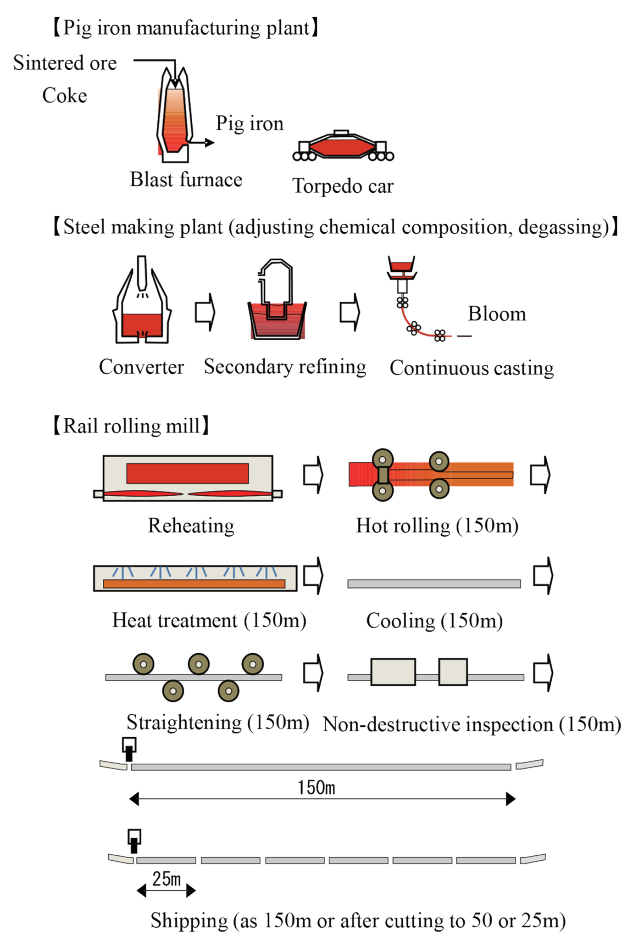 【Pig iron manufacturing plant】
Sintered ore
Coke
Pig iron
Blast furnace
Torpedo car
【Steel making plant (adjusting chemical composition, degassing)】
Bloom
Converter
Secondary refining
Continuous casting
【Rail rolling mill】
Reheating
Hot rolling (150m)
Heat treatment (150m)
Cooling (150m)
Straightening (150m)
Non-destructive inspection (150m)
150m
25m
Shipping (as 150m or after cutting to 50 or 25m)